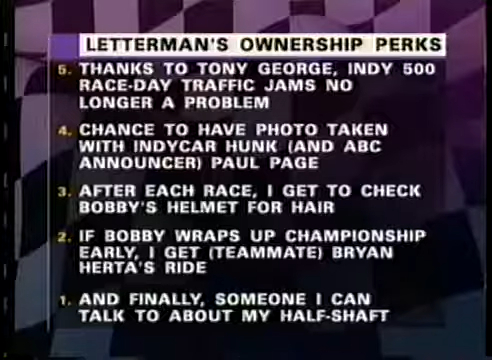 LETTERMAN'S OWNERSHIP PERKS
5. THANKS TO TONY GEORGE, INDY 500
RACE-DAY TRAFFIC JAMS NO
LONGER A PROBLEM
4. CHANCE TO HAVE PHOTO TAKEN
WITH INDYCAR HUNK (AND ABC
ANNOUNCER) PAUL PAGE
3. AFTER EACH RACE, I GET TO CHECK
BOBBY'S HELMET FOR HAIR
2. IF BOBBY WRAPS UP CHAMPIONSHIP
EARLY, I GET (TEAMMATE) BRYAN
HERTA'S RIDE
1. AND FINALLY, SOMEONE I CAN
TALK TO ABOUT MY HALF-SHAFT